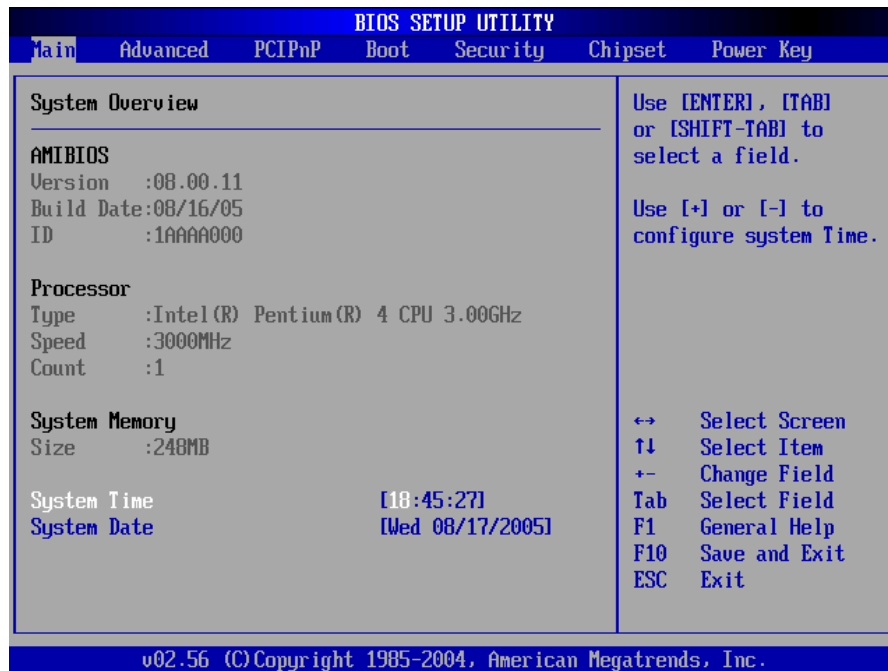 BIOS SETUP UTILITY
Main Advanced PCIPnP Boot Security Chipset Power Key
System Overview
AMIBIOS
Version :08.00.11
Build Date:08/16/05
ID :1AAAA000
Processor
Type :Intel(R) Pentium(R) 4 CPU 3.00GHz
Speed :3000MHz
Count :1
System Memory
Size :248MB
System Time [18:45:27]
System Date [Wed 08/17/2005]
Use [ENTER], [TAB]
or [SHIFT-TAB] to
select a field.
Use [+] or [-] to
configure system Time.
←→ Select Screen
↑↓ Select Item
+- Change Field
Tab Select Field
F1 General Help
F10 Save and Exit
ESC Exit
v02.56 (C)Copyright 1985-2004, American Megatrends, Inc.